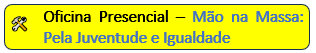 Oficina Presencial – Mão na Massa:
Pela Juventude e Igualdade